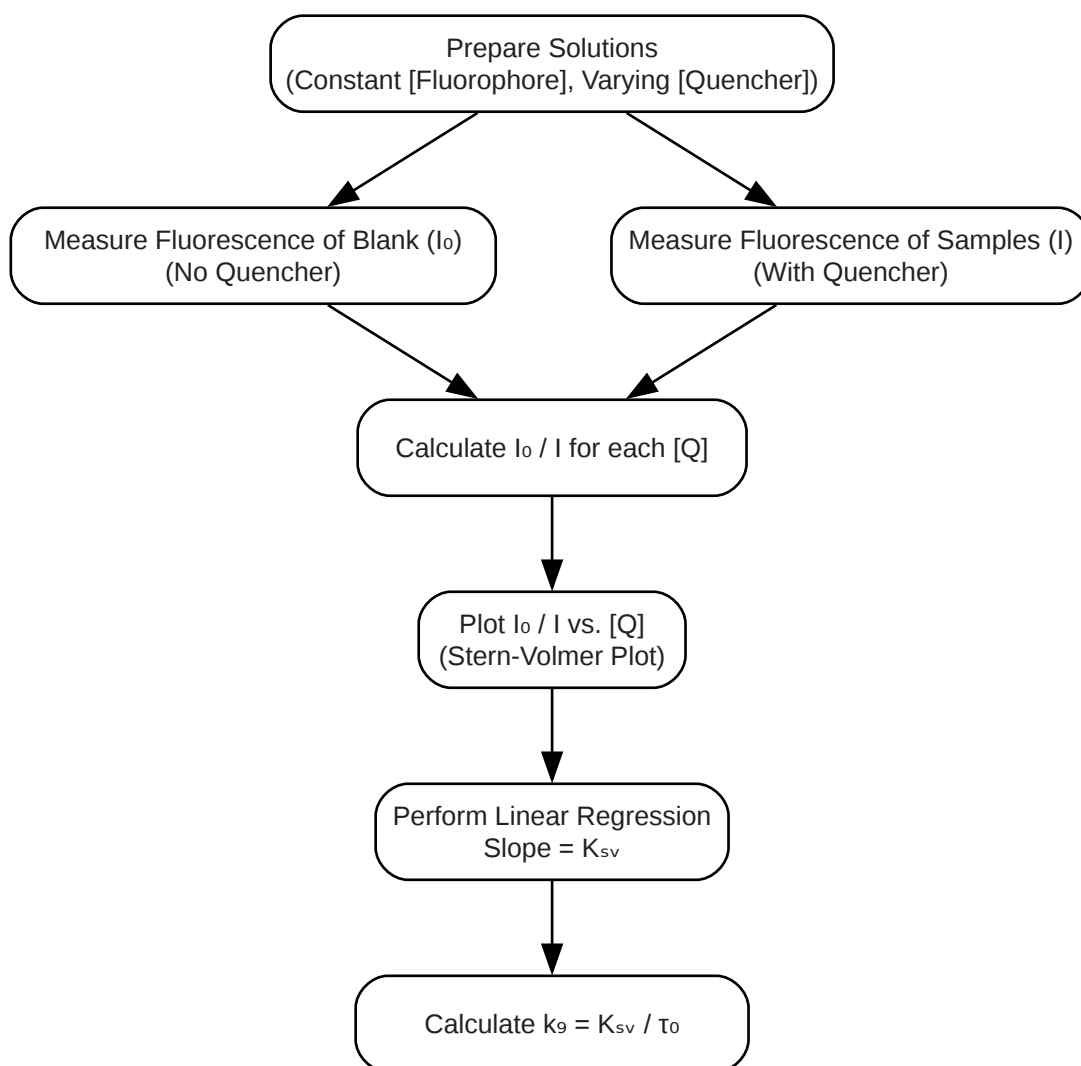 Prepare Solutions
(Constant [Fluorophore], Varying [Quencher])
Measure Fluorescence of Blank (I₀)
(No Quencher)
Measure Fluorescence of Samples (I)
(With Quencher)
Calculate I₀ / I for each [Q]
Plot I₀ / I vs. [Q]
(Stern-Volmer Plot)
Perform Linear Regression
Slope = Kₛᵥ
Calculate k₉ = Kₛᵥ / τ₀